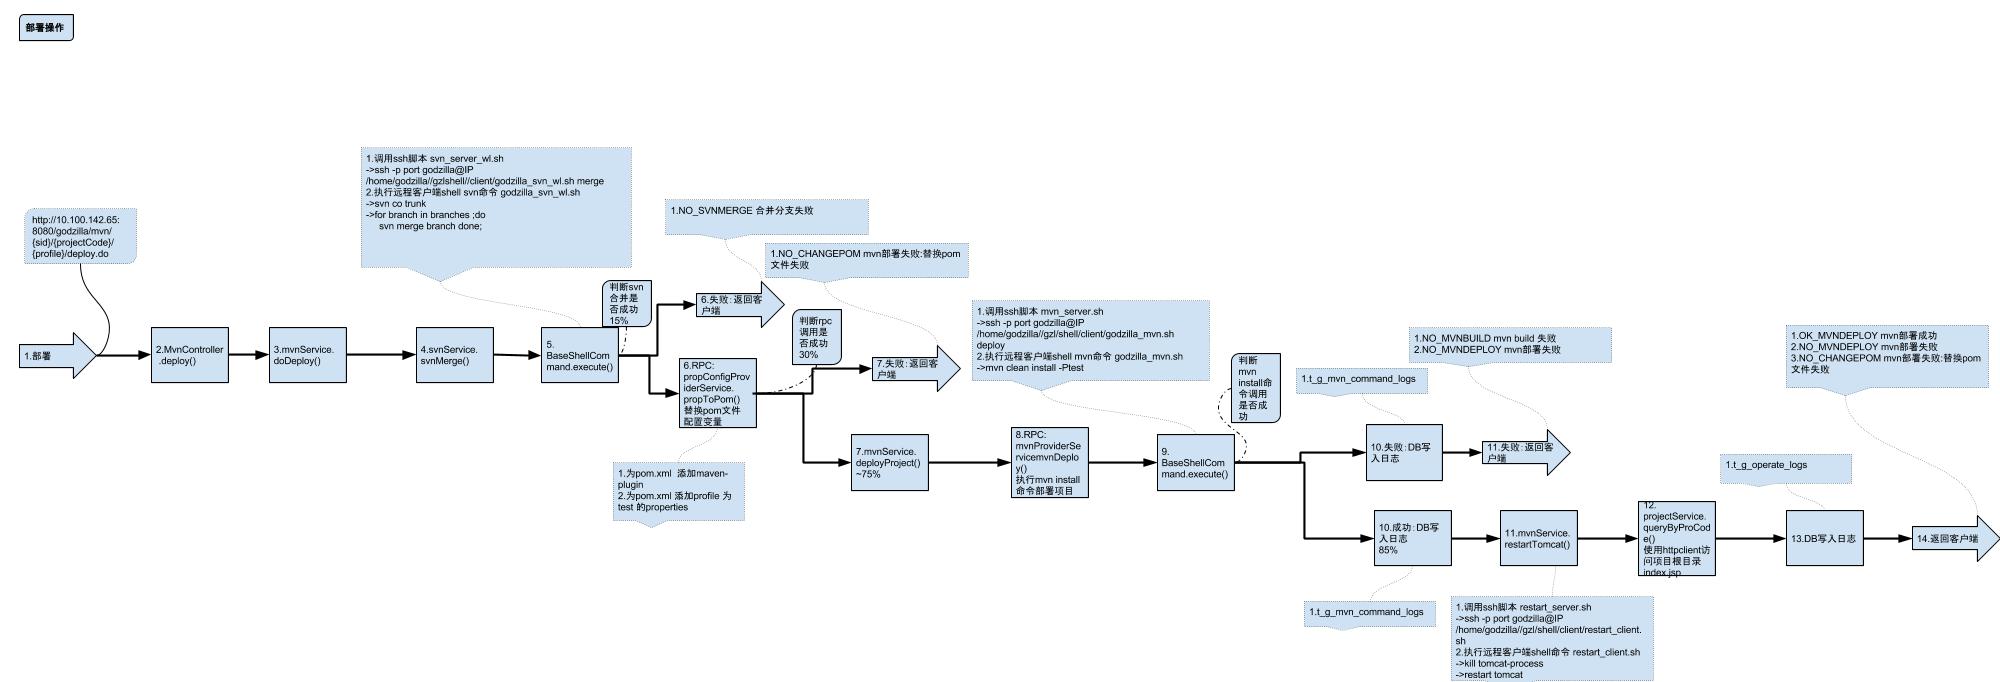 部署操作
http://10.100.142.65:
8080/godzilla/mvn/
{sid}/{projectCode}/
{profile}/deploy.do
1.部署
2.MvnController
.deploy()
3.mvnService.
doDeploy()
4.svnService.
svnMerge()
1.调用ssh脚本 svn_server_wl.sh
->ssh -p port godzilla@IP
/home/godzilla//gzlshell//client/godzilla_svn_wl.sh merge
2.执行远程客户端shell svn命令 godzilla_svn_wl.sh
->svn co trunk
->for branch in branches ;do
svn merge branch done;
5.
BaseShellCom
mand.execute()
判断svn
合并是
否成功
15%
1.NO_SVNMERGE 合并分支失败
6.失败:返回客
户端
6.RPC:
propConfigProv
iderService.
propToPom()
替换pom文件
配置变量
1.为pom.xml 添加maven-
plugin
2.为pom.xml 添加profile 为
test 的properties
判断rpc
调用是
否成功
30%
1.NO_CHANGEPOM mvn部署失败:替换pom
文件失败
7.失败:返回客
户端
7.mvnService.
deployProject()
~75%
8.RPC:
mvnProviderSe
rvicemvnDeplo
y()
执行mvn install
命令部署项目
1.调用ssh脚本 mvn_server.sh
->ssh -p port godzilla@IP
/home/godzilla//gzl/shell/client/godzilla_mvn.sh
deploy
2.执行远程客户端shell mvn命令 godzilla_mvn.sh
->mvn clean install -Ptest
9.
BaseShellCom
mand.execute()
判断
mvn
install命
令调用
是否成
功
1.t_g_mvn_command_logs
10.失败:DB写
入日志
1.NO_MVNBUILD mvn build 失败
2.NO_MVNDEPLOY mvn部署失败
11.失败:返回客
户端
10.成功:DB写
入日志
85%
1.t_g_mvn_command_logs
11.mvnService.
restartTomcat()
1.调用ssh脚本 restart_server.sh
->ssh -p port godzilla@IP
/home/godzilla//gzl/shell/client/restart_client.
sh
2.执行远程客户端shell命令 restart_client.sh
->kill tomcat-process
->restart tomcat
12.
projectService.
queryByProCod
e()
使用httpclient访
问项目根目录
index.jsp
1.t_g_operate_logs
13.DB写入日志
1.OK_MVNDEPLOY mvn部署成功
2.NO_MVNDEPLOY mvn部署失败
3.NO_CHANGEPOM mvn部署失败:替换pom
文件失败
14.返回客户端